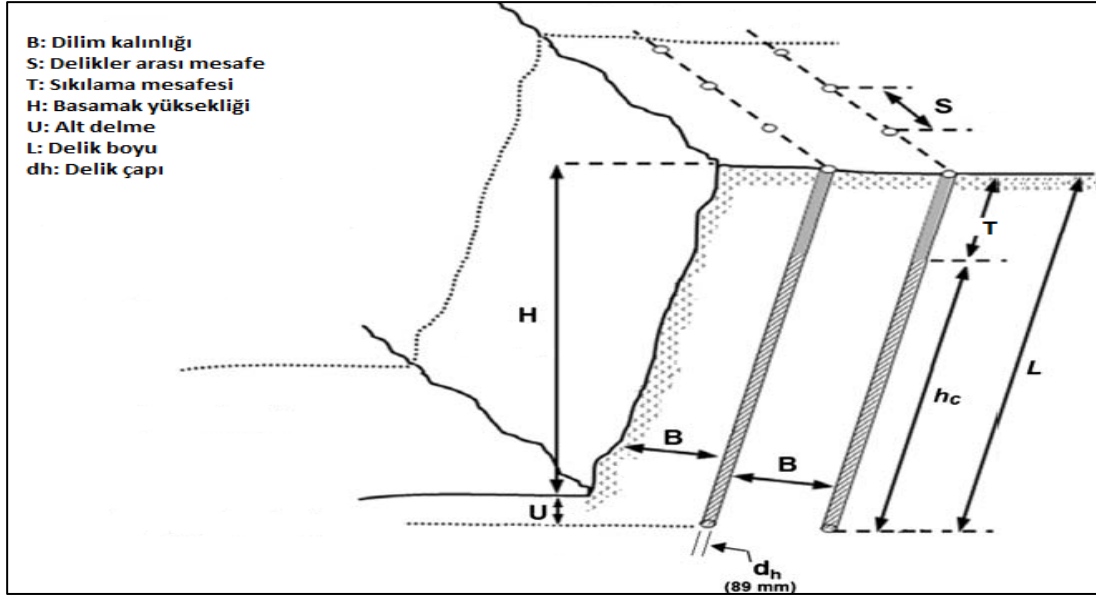 B: Dilim kalınlığı
S: Delikler arası mesafe
T: Sıkılama mesafesi
H: Basamak yüksekliği
U: Alt delme
L: Delik boyu
dh: Delik çapı
S
T
H
L
hc
B
B
U
dh
(89 mm)